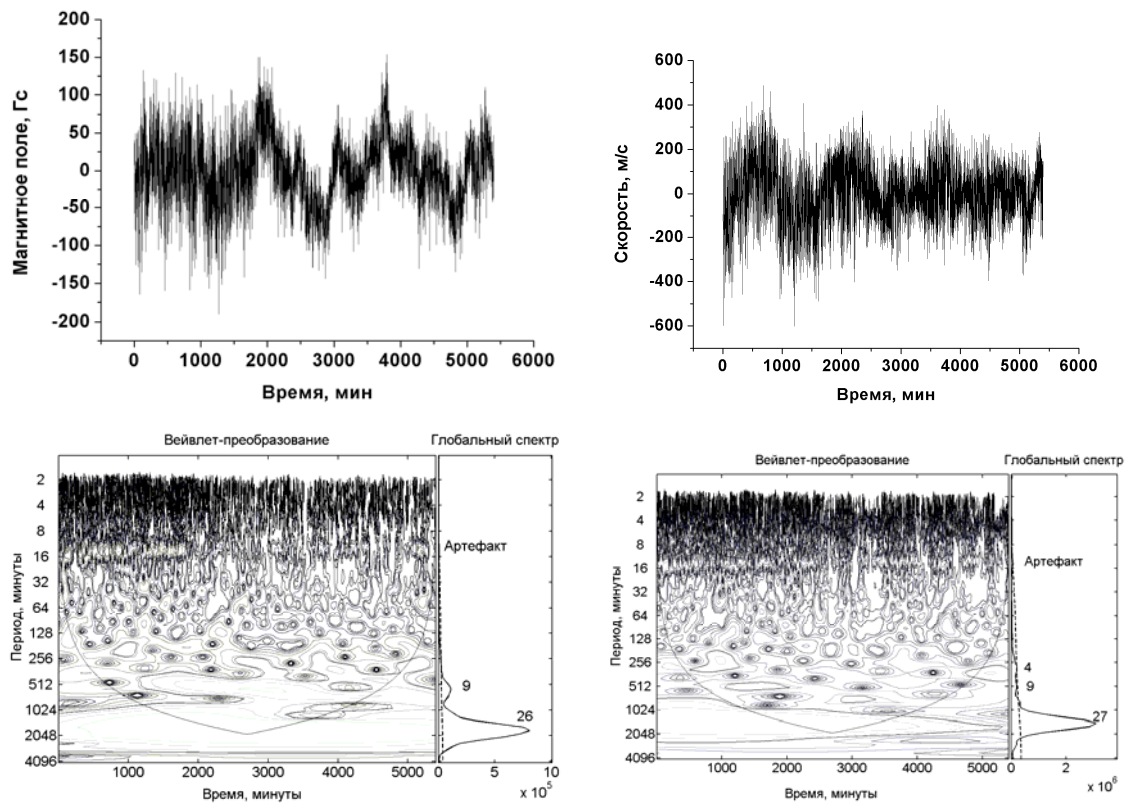 200
150
100
50
0
-50
-100
-150
-200
Магнитное поле, Гс
0 1000 2000 3000 4000 5000 6000
Время, мин
600
400
200
0
-200
-400
-600
Скорость, м/с
0 1000 2000 3000 4000 5000 6000
Время, мин
Вейвлет-преобразование
Глобальный спектр
2
4
8
16
32
64
128
256
512
1024
2048
4096
Период, минуты
Артефакт
9
26
1000 2000 3000 4000 5000
0 5 10
x 10⁵
Время, минуты
Вейвлет-преобразование
Глобальный спектр
2
4
8
16
32
64
128
256
512
1024
2048
4096
Период, минуты
Артефакт
4
9
27
1000 2000 3000 4000 5000
0 2
x 10⁶
Время, минуты